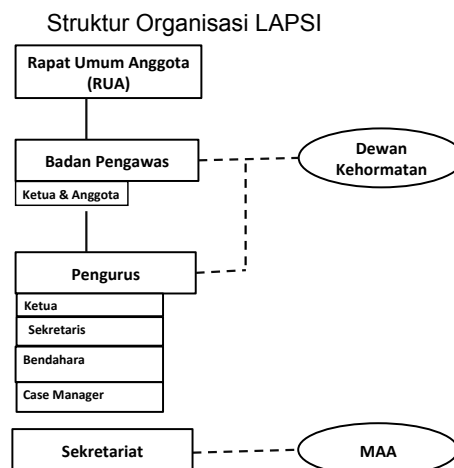 Struktur Organisasi LAPSI
Rapat Umum Anggota
(RUA)
Badan Pengawas
Ketua & Anggota
Dewan
Kehormatan
Pengurus
Ketua
Sekretaris
Bendahara
Case Manager
Sekretariat
MAA